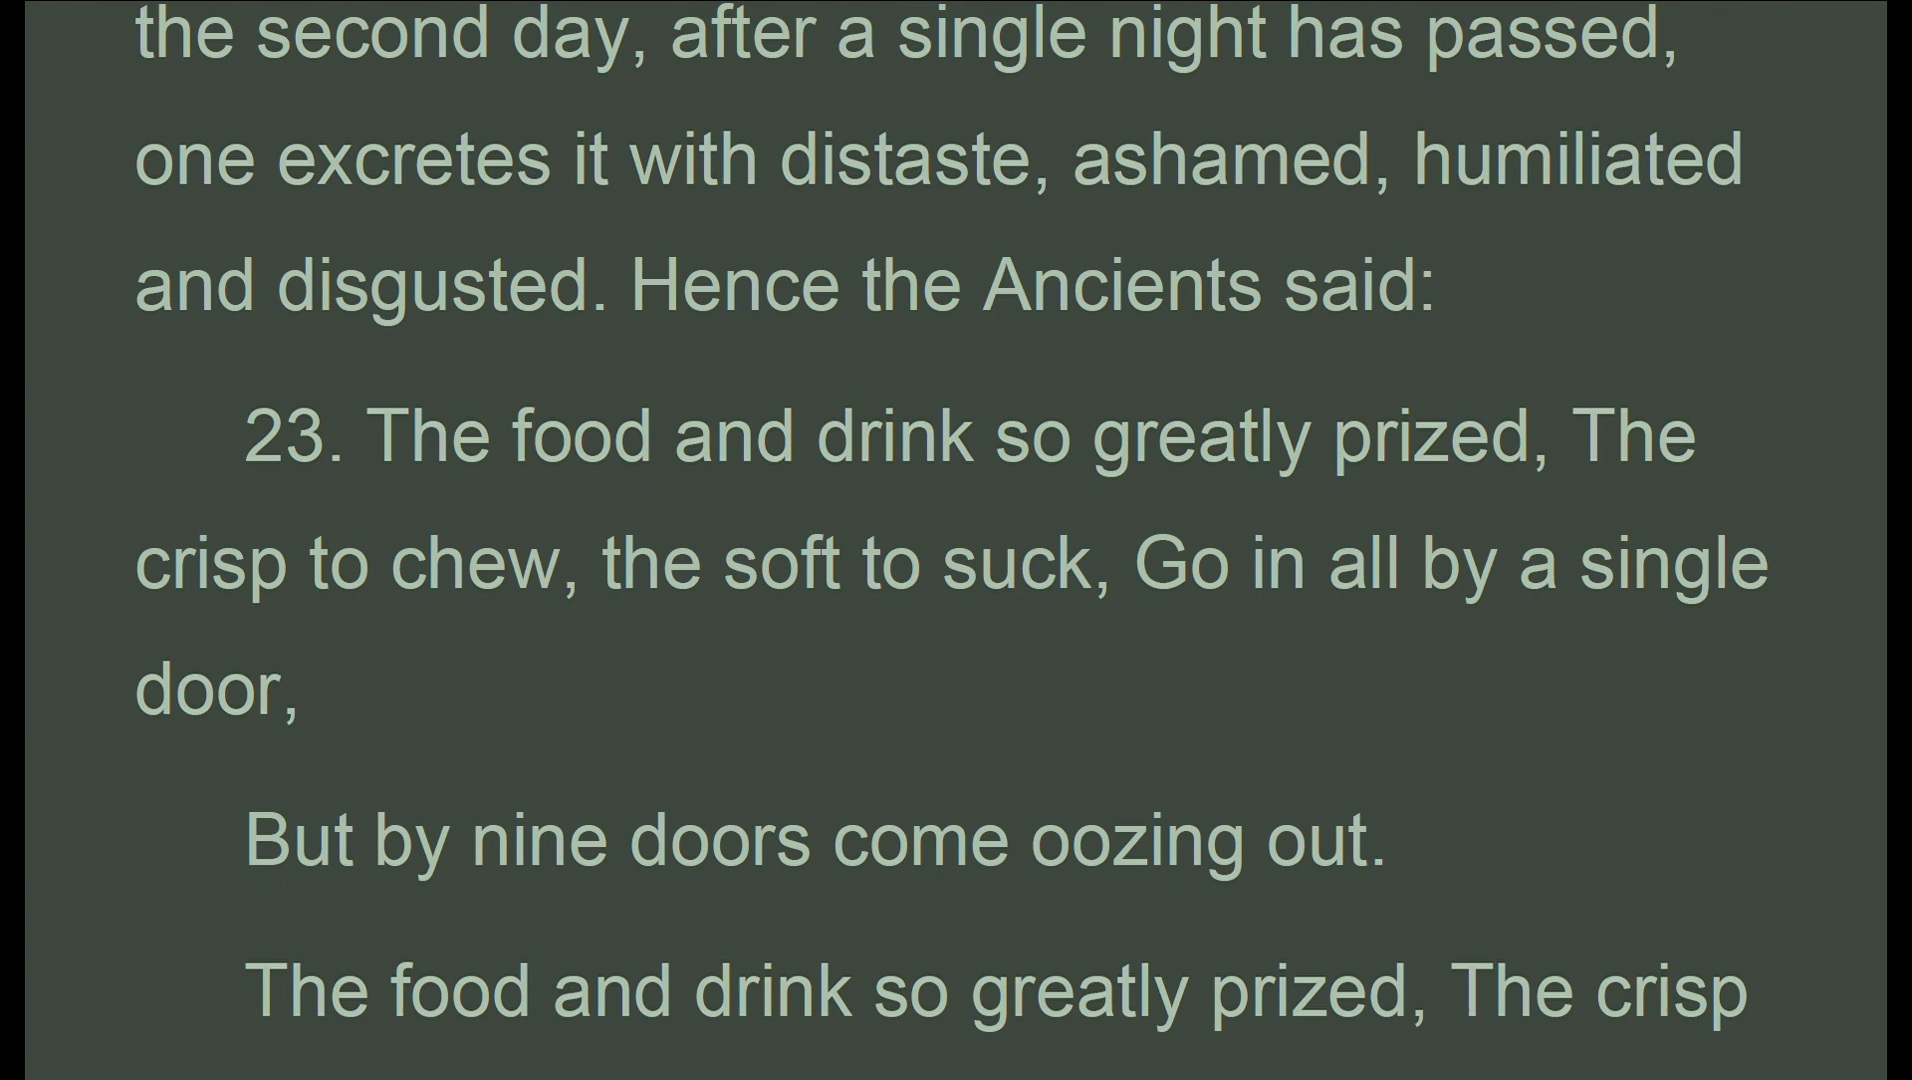 the second day, after a single night has passed,
one excretes it with distaste, ashamed, humiliated
and disgusted. Hence the Ancients said:
23. The food and drink so greatly prized, The
crisp to chew, the soft to suck, Go in all by a single
door,
But by nine doors come oozing out.
The food and drink so greatly prized, The crisp